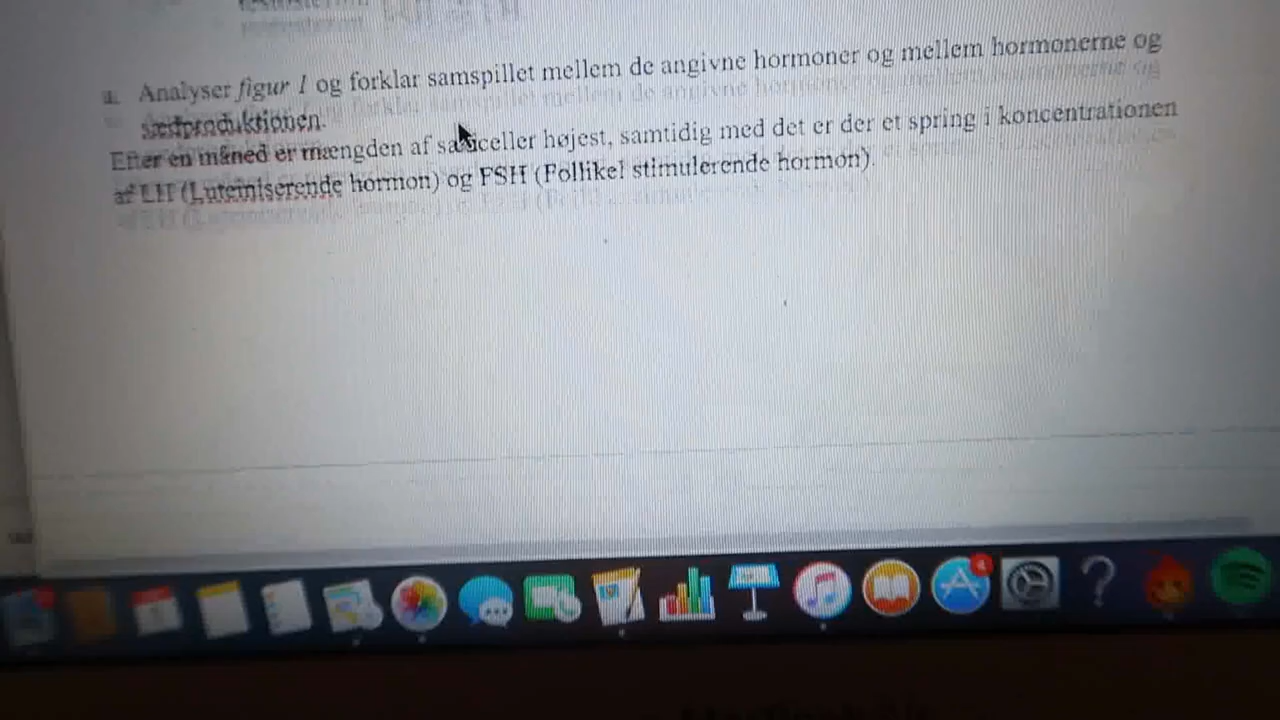 a. Analyser figur 1 og forklar samspillet mellem de angivne hormoner og mellem hormonerne og
sædproduktionen.
Efter en måned er mængden af sædceller højest, samtidig med det er der et spring i koncentrationen
af LH (Luteiniserende hormon) og FSH (Follikel stimulerende hormon).